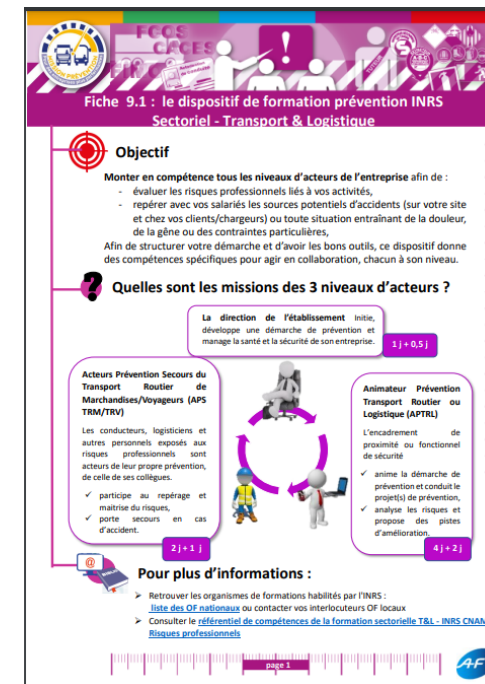 FCOS
CACES
MISSION PRÉVENTION
!
Fiche 9.1 : le dispositif de formation prévention INRS
Sectoriel - Transport & Logistique
Objectif
Monter en compétence tous les niveaux d'acteurs de l'entreprise afin de :
- évaluer les risques professionnels liés à vos activités,
- repérer avec vos salariés les sources potentiels d'accidents (sur votre site
et chez vos clients/chargeurs) ou toute situation entraînant de la douleur,
de la gêne ou des contraintes particulières,
Afin de structurer votre démarche et d'avoir les bons outils, ce dispositif donne
des compétences spécifiques pour agir en collaboration, chacun à son niveau.
? Quelles sont les missions des 3 niveaux d'acteurs ?
La direction de l'établissement Initie,
développe une démarche de prévention et
manage la santé et la sécurité de son entreprise.
1 j + 0,5 j
Acteurs Prévention Secours du
Transport Routier de
Marchandises/Voyageurs (APS
TRM/TRV)
Les conducteurs, logisticiens et
autres personnels exposés aux
risques professionnels sont
acteurs de leur propre prévention,
de celle de ses collègues.
✓ participe au repérage et
maitrise du risques,
✓ porte secours en cas
d'accident.
2 j + 1 j
Animateur Prévention
Transport Routier ou
Logistique (APTRL)
L'encadrement de
proximité ou fonctionnel
de sécurité
✓ anime la démarche de
prévention et conduit le
projet(s) de prévention,
✓ analyse les risques et
propose des pistes
d'amélioration.
4 j + 2 j
@
Pour plus d'informations :
➢ Retrouver les organismes de formations habilités par l'INRS :
liste des OF nationaux ou contacter vos interlocuteurs OF locaux
➢ Consulter le référentiel de compétences de la formation sectorielle T&L - INRS CNAM
Risques professionnels
page 1
AF